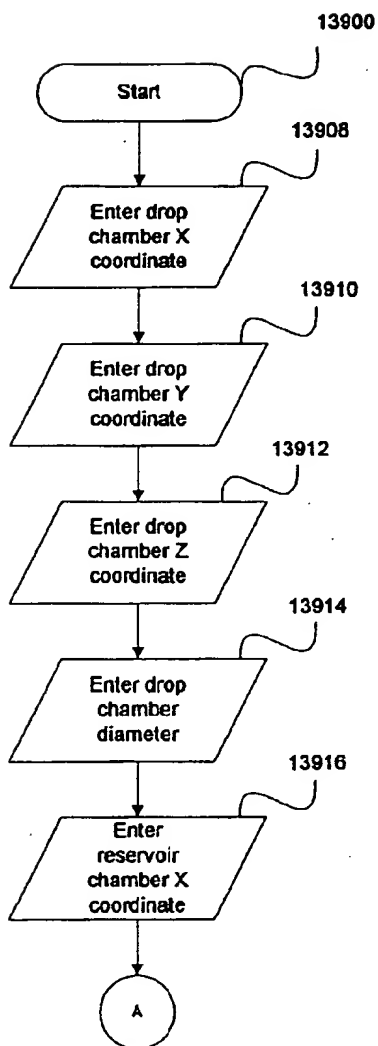 13900
Start
13908
Enter drop
chamber X
coordinate
13910
Enter drop
chamber Y
coordinate
13912
Enter drop
chamber Z
coordinate
13914
Enter drop
chamber
diameter
13916
Enter
reservoir
chamber X
coordinate
A